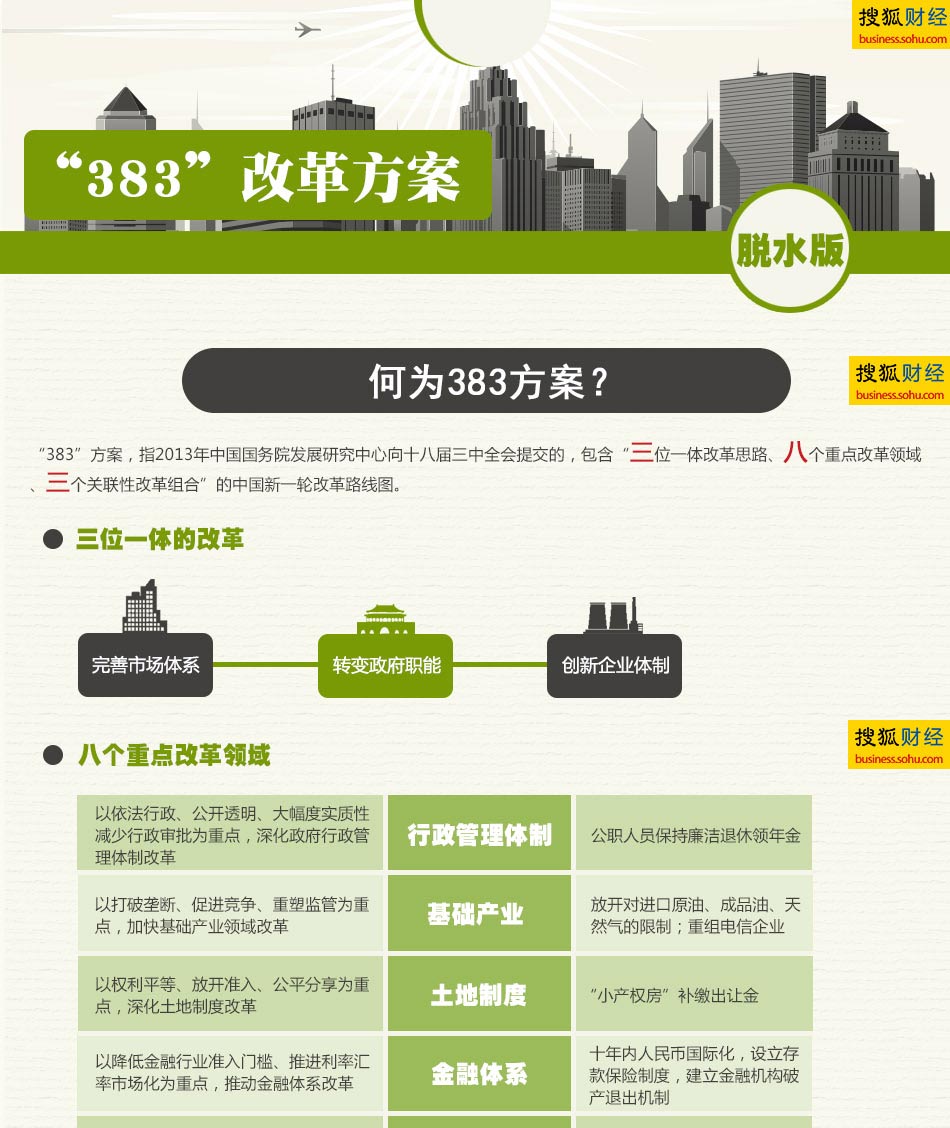 搜狐财经
business.sohu.com
“383”改革方案
脱水版
何为383方案？
搜狐财经
business.sohu.com
“383”方案，指2013年中国国务院发展研究中心向十八届三中全会提交的，包含“三位一体改革思路、八个重点改革领域
、三个关联性改革组合”的中国新一轮改革路线图。
三位一体的改革
完善市场体系
转变政府职能
创新企业体制
八个重点改革领域
搜狐财经
business.sohu.com
以依法行政、公开透明、大幅度实质性
减少行政审批为重点，深化政府行政管
理体制改革
行政管理体制
公职人员保持廉洁退休领年金
以打破垄断、促进竞争、重塑监管为重
点，加快基础产业领域改革
基础产业
放开对进口原油、成品油、天
然气的限制；重组电信企业
以权利平等、放开准入、公平分享为重
点，深化土地制度改革
土地制度
“小产权房”补缴出让金
以降低金融行业准入门槛、推进利率汇
率市场化为重点，推动金融体系改革
金融体系
十年内人民币国际化，设立存
款保险制度，建立金融机构破
产退出机制